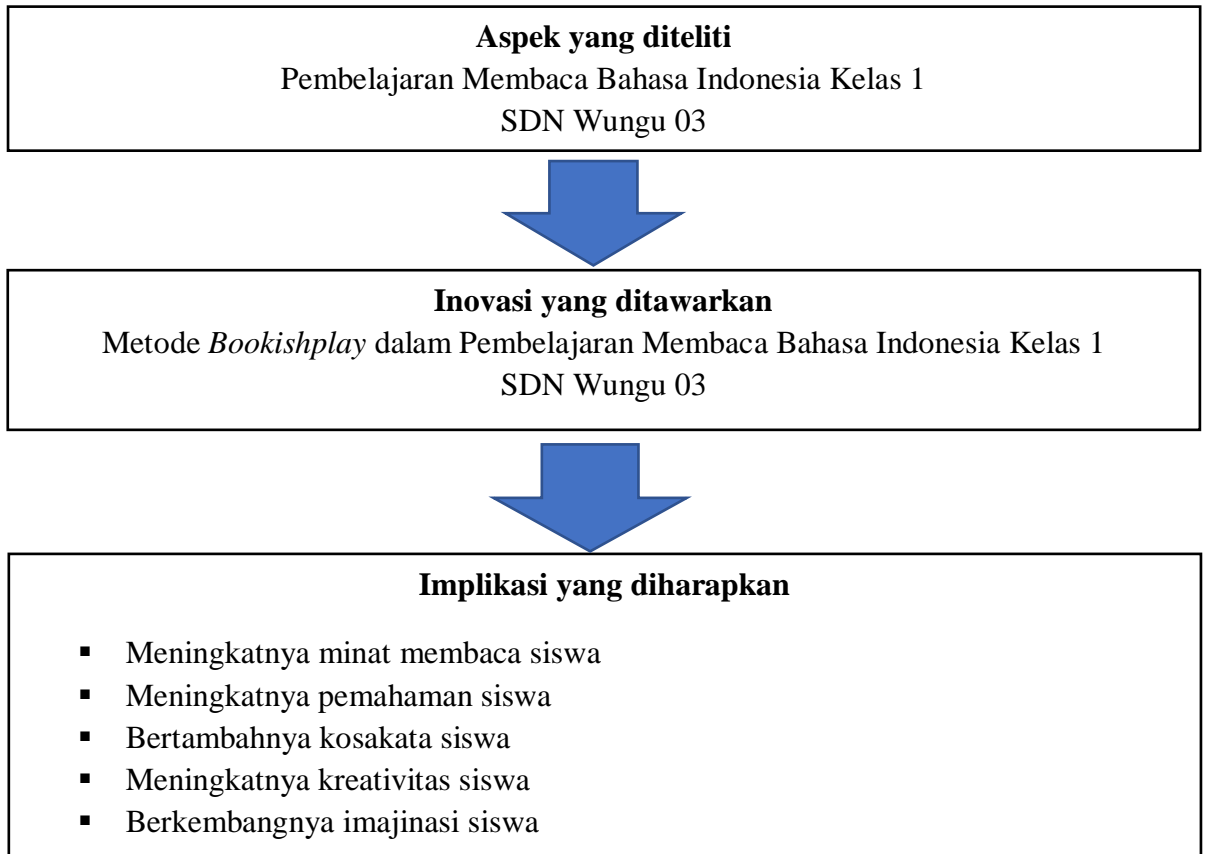 Aspek yang diteliti
Pembelajaran Membaca Bahasa Indonesia Kelas 1
SDN Wungu 03
Inovasi yang ditawarkan
Metode Bookishplay dalam Pembelajaran Membaca Bahasa Indonesia Kelas 1
SDN Wungu 03
Implikasi yang diharapkan
▪ Meningkatnya minat membaca siswa
▪ Meningkatnya pemahaman siswa
▪ Bertambahnya kosakata siswa
▪ Meningkatnya kreativitas siswa
▪ Berkembangnya imajinasi siswa